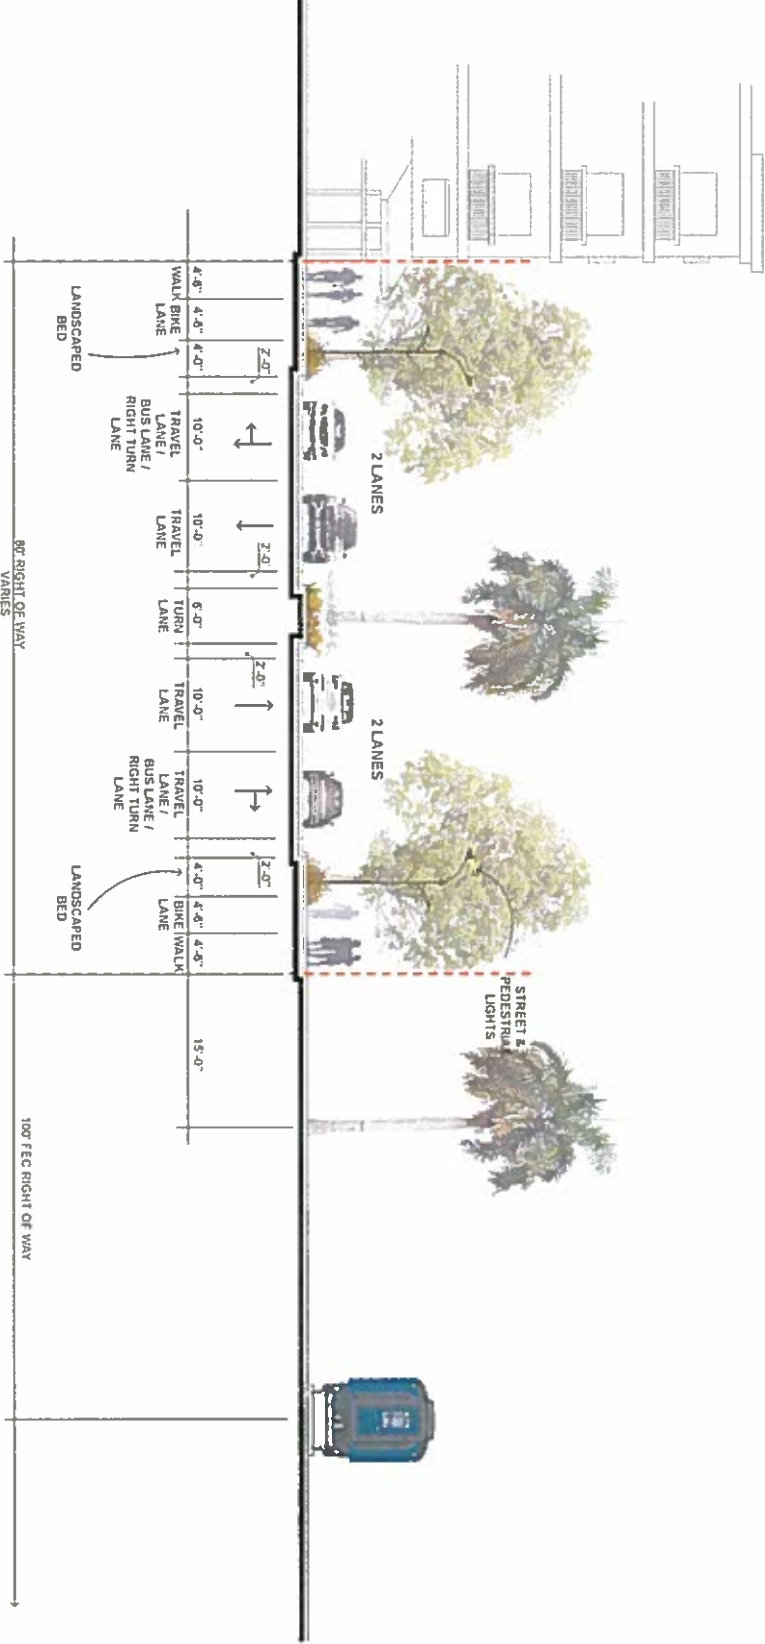 2 LANES
2 LANES
STREET &
PEDESTRIA
LIGHTS
2'-0"
2'-0"
2'-0"
2'-0"
4'-6"
4'-6"
4'-0"
10'-0"
10'-0"
6'-0"
10'-0"
10'-0"
4'-0"
4'-6"
4'-6"
15'-0"
WALK
BIKE
LANE
TRAVEL
LANE /
BUS LANE /
RIGHT TURN
LANE
TRAVEL
LANE
TURN
LANE
TRAVEL
LANE
TRAVEL
LANE /
BUS LANE /
RIGHT TURN
LANE
BIKE
LANE
WALK
LANDSCAPED
BED
LANDSCAPED
BED
80' RIGHT OF WAY
VARIES
100' FEC RIGHT OF WAY